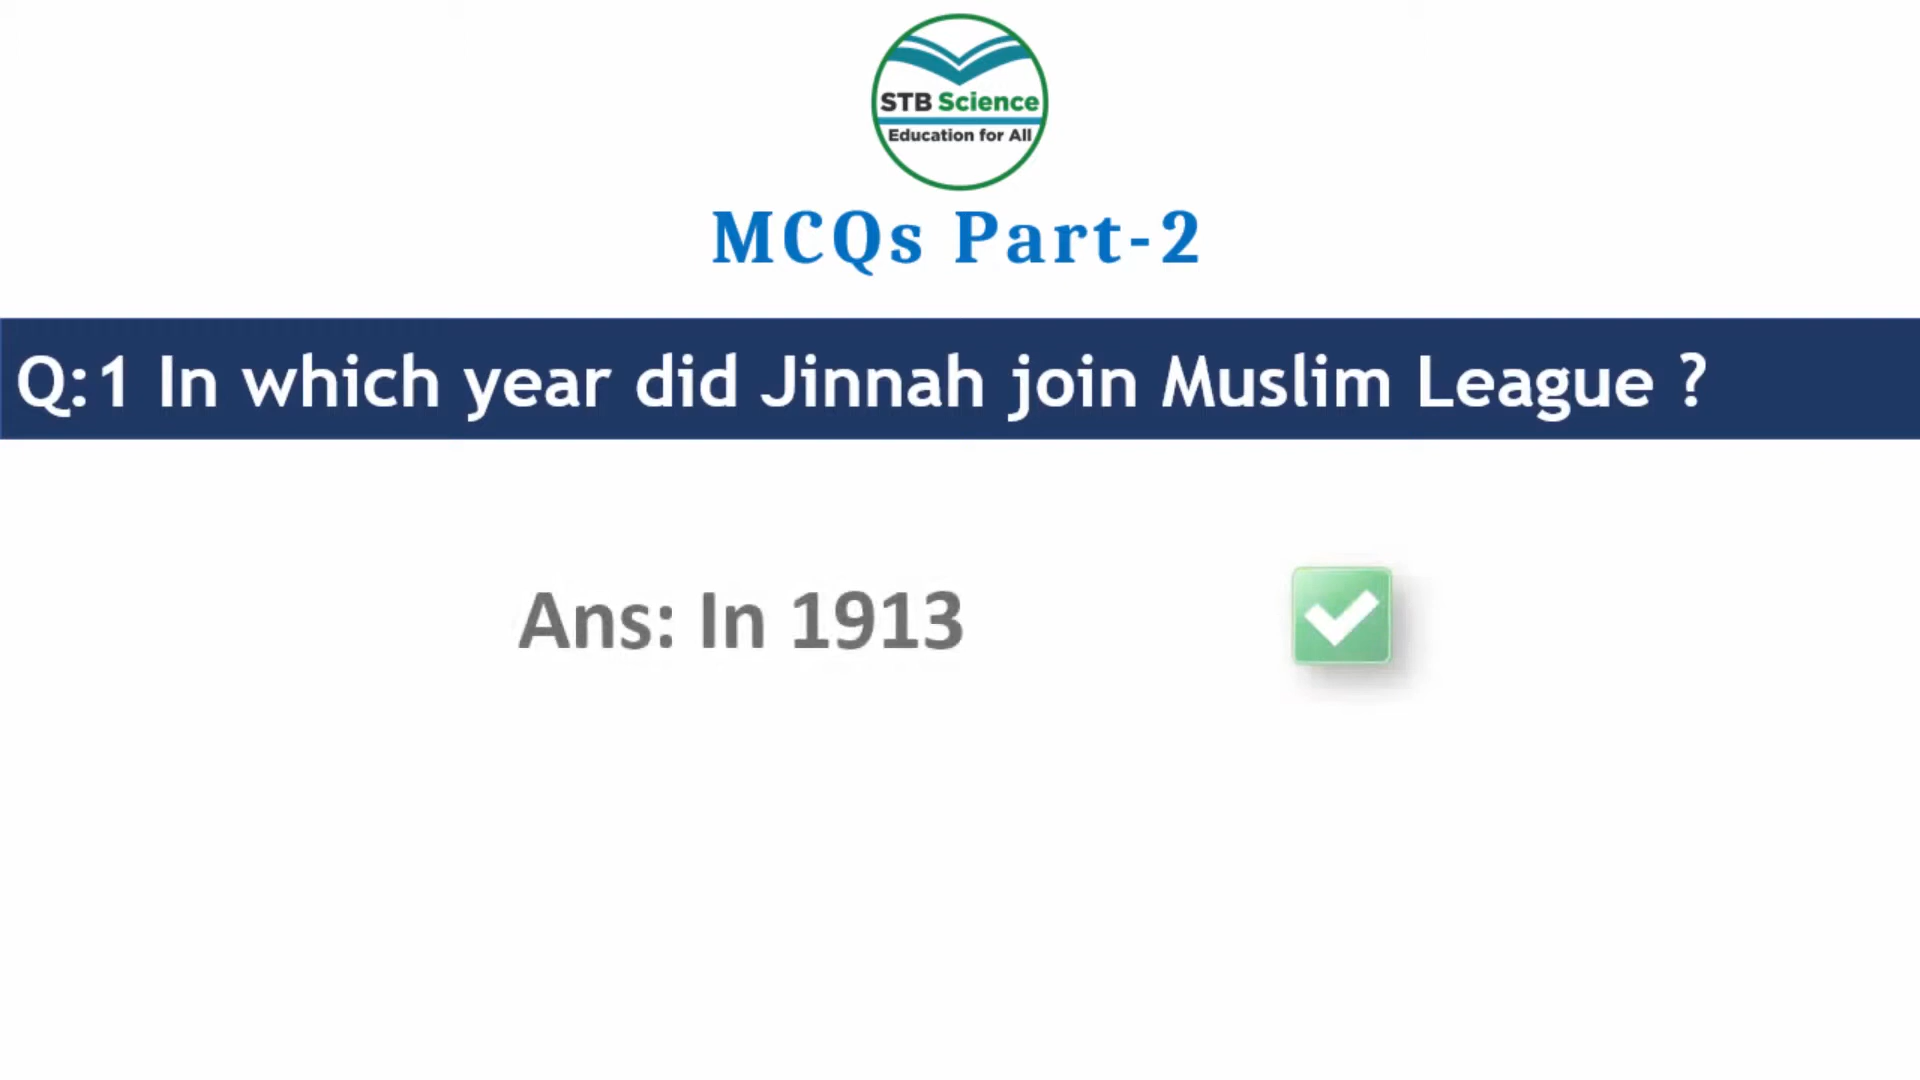 STB Science
Education for All
MCQs Part-2
Q:1 In which year did Jinnah join Muslim League ?
Ans: In 1913